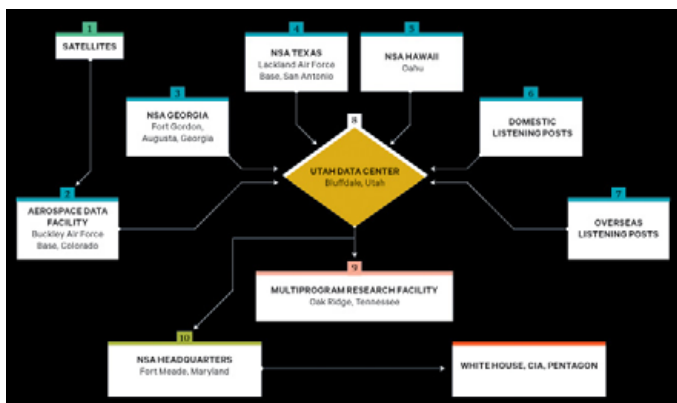 1
SATELLITES
4
NSA TEXAS
Lackland Air Force
Base, San Antonio
5
NSA HAWAII
Oahu
3
NSA GEORGIA
Fort Gordon,
Augusta, Georgia
6
DOMESTIC
LISTENING POSTS
8
UTAH DATA CENTER
Bluffdale, Utah
2
AEROSPACE DATA
FACILITY
Buckley Air Force
Base, Colorado
7
OVERSEAS
LISTENING POSTS
9
MULTIPROGRAM RESEARCH FACILITY
Oak Ridge, Tennessee
10
NSA HEADQUARTERS
Fort Meade, Maryland
WHITE HOUSE, CIA, PENTAGON